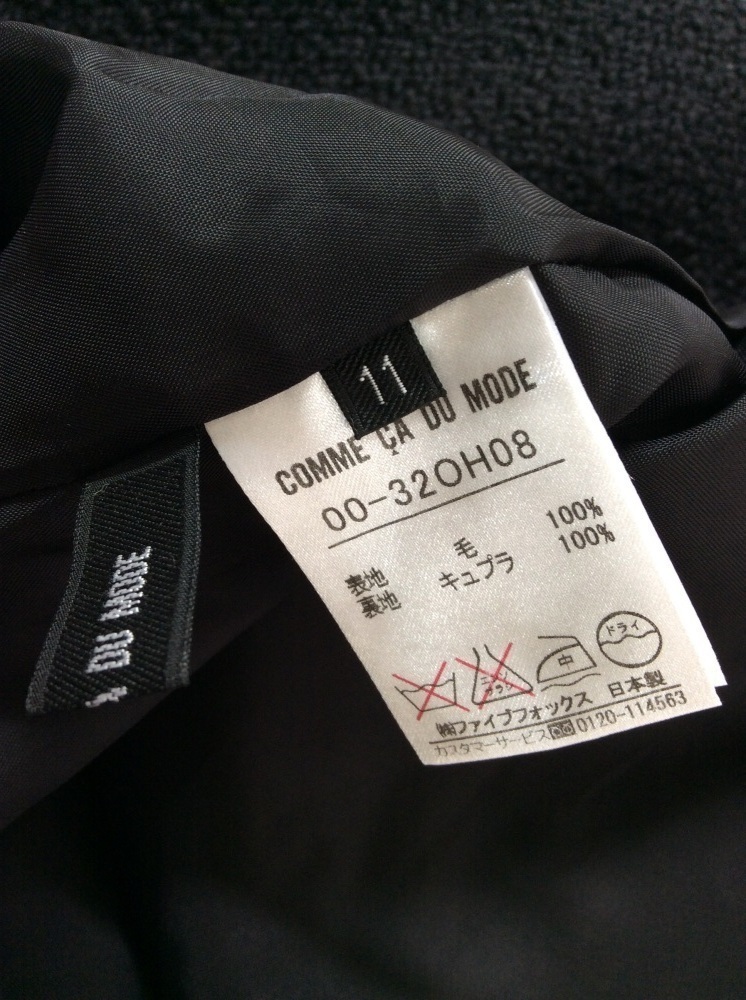 11
COMME ÇA DU MODE
00-32OH08
表地 毛 100%
裏地 キュプラ 100%
中
ドライ
㈱ファイブフォックス 日本製
カスタマーサービス 0120-114563
DU MODE